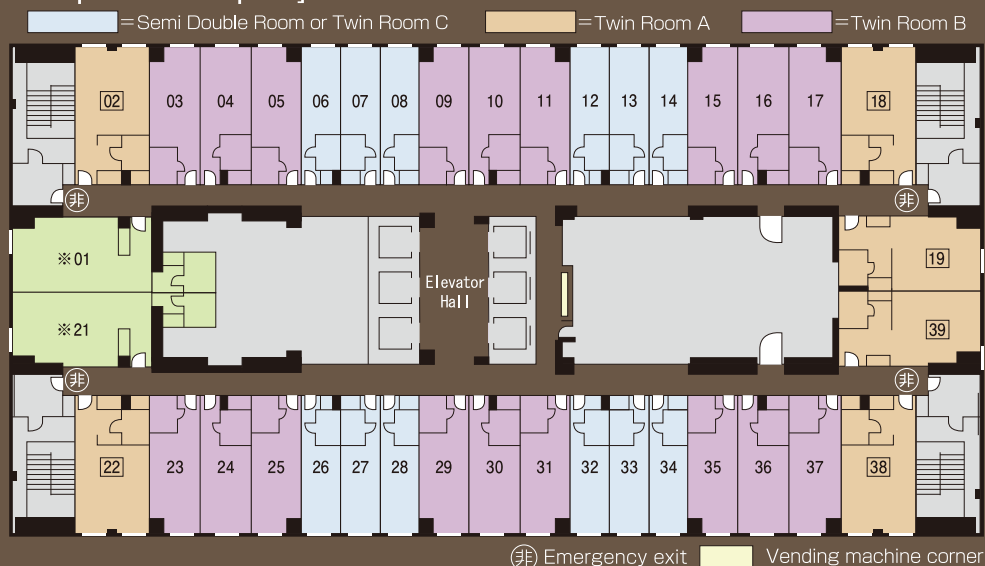 =Semi Double Room or Twin Room C =Twin Room A =Twin Room B
02 03 04 05 06 07 08 09 10 11 12 13 14 15 16 17 18
非 非
※01 19
Elevator
Hall
※21 39
非 非
22 23 24 25 26 27 28 29 30 31 32 33 34 35 36 37 38
非 Emergency exit Vending machine corner